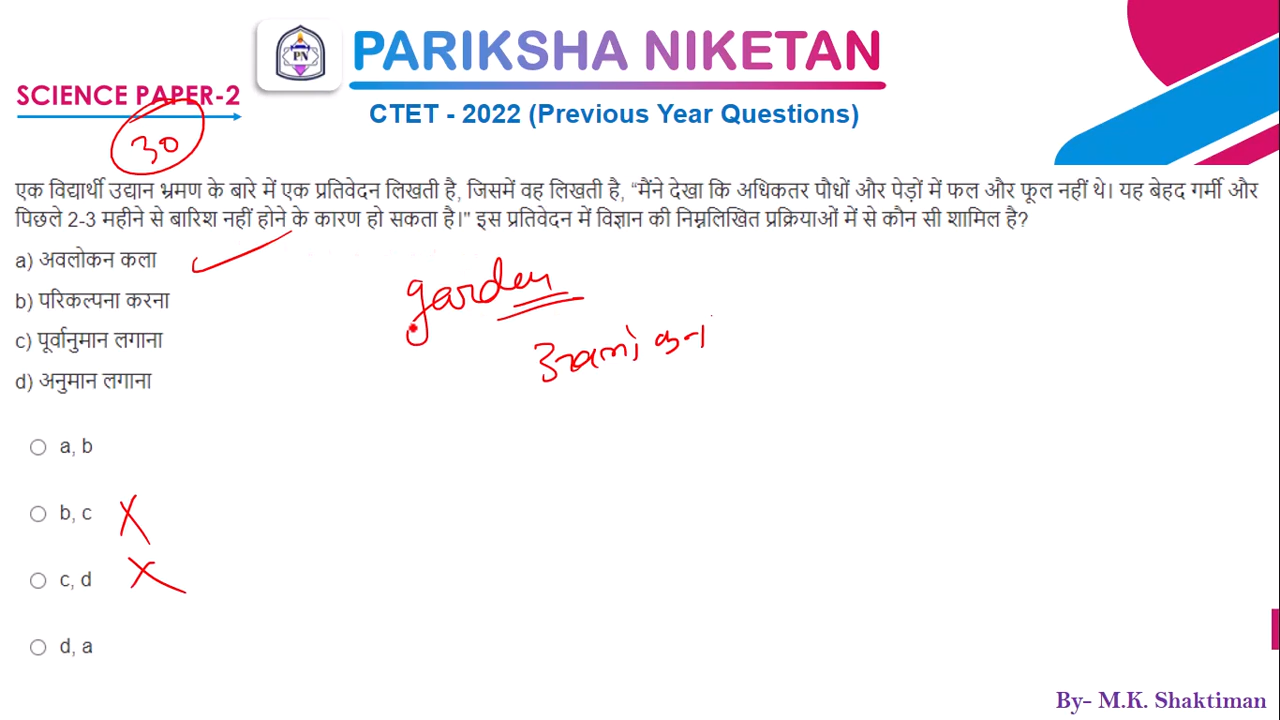 PN
PARIKSHA NIKETAN
SCIENCE PAPER-2
CTET - 2022 (Previous Year Questions)
30
एक विद्यार्थी उद्यान भ्रमण के बारे में एक प्रतिवेदन लिखती है, जिसमें वह लिखती है, “मैंने देखा कि अधिकतर पौधों और पेड़ों में फल और फूल नहीं थे। यह बेहद गर्मी और
पिछले 2-3 महीने से बारिश नहीं होने के कारण हो सकता है।" इस प्रतिवेदन में विज्ञान की निम्नलिखित प्रक्रियाओं में से कौन सी शामिल है?
a) अवलोकन कला
b) परिकल्पना करना
c) पूर्वानुमान लगाना
d) अनुमान लगाना
garden
a, b
b, c
c, d
d, a
By- M.K. Shaktiman